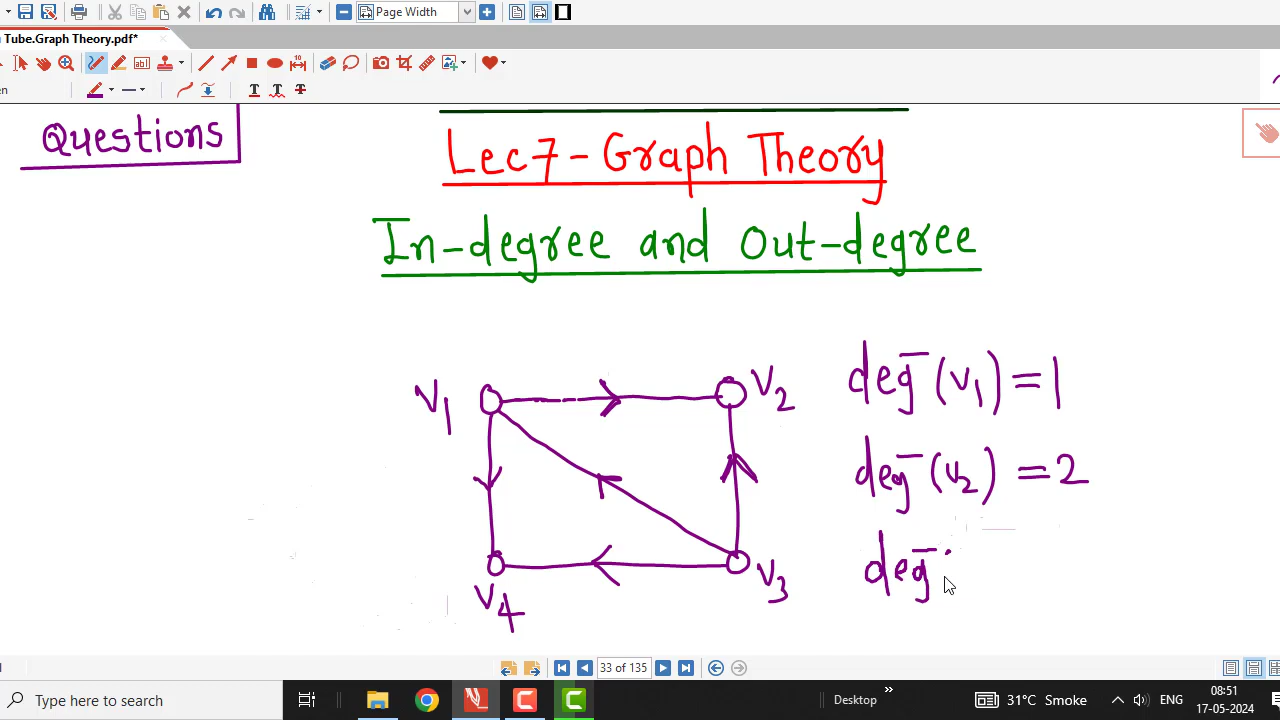 Page Width
Tube.Graph Theory.pdf*
Questions
Lec 7 - Graph Theory
In-degree and Out-degree
V1
V2
V3
V4
deg⁻(V1) = 1
deg⁻(V2) = 2
deg⁻
33 of 135
Type here to search
Desktop
31°C Smoke
ENG
08:51
17-05-2024